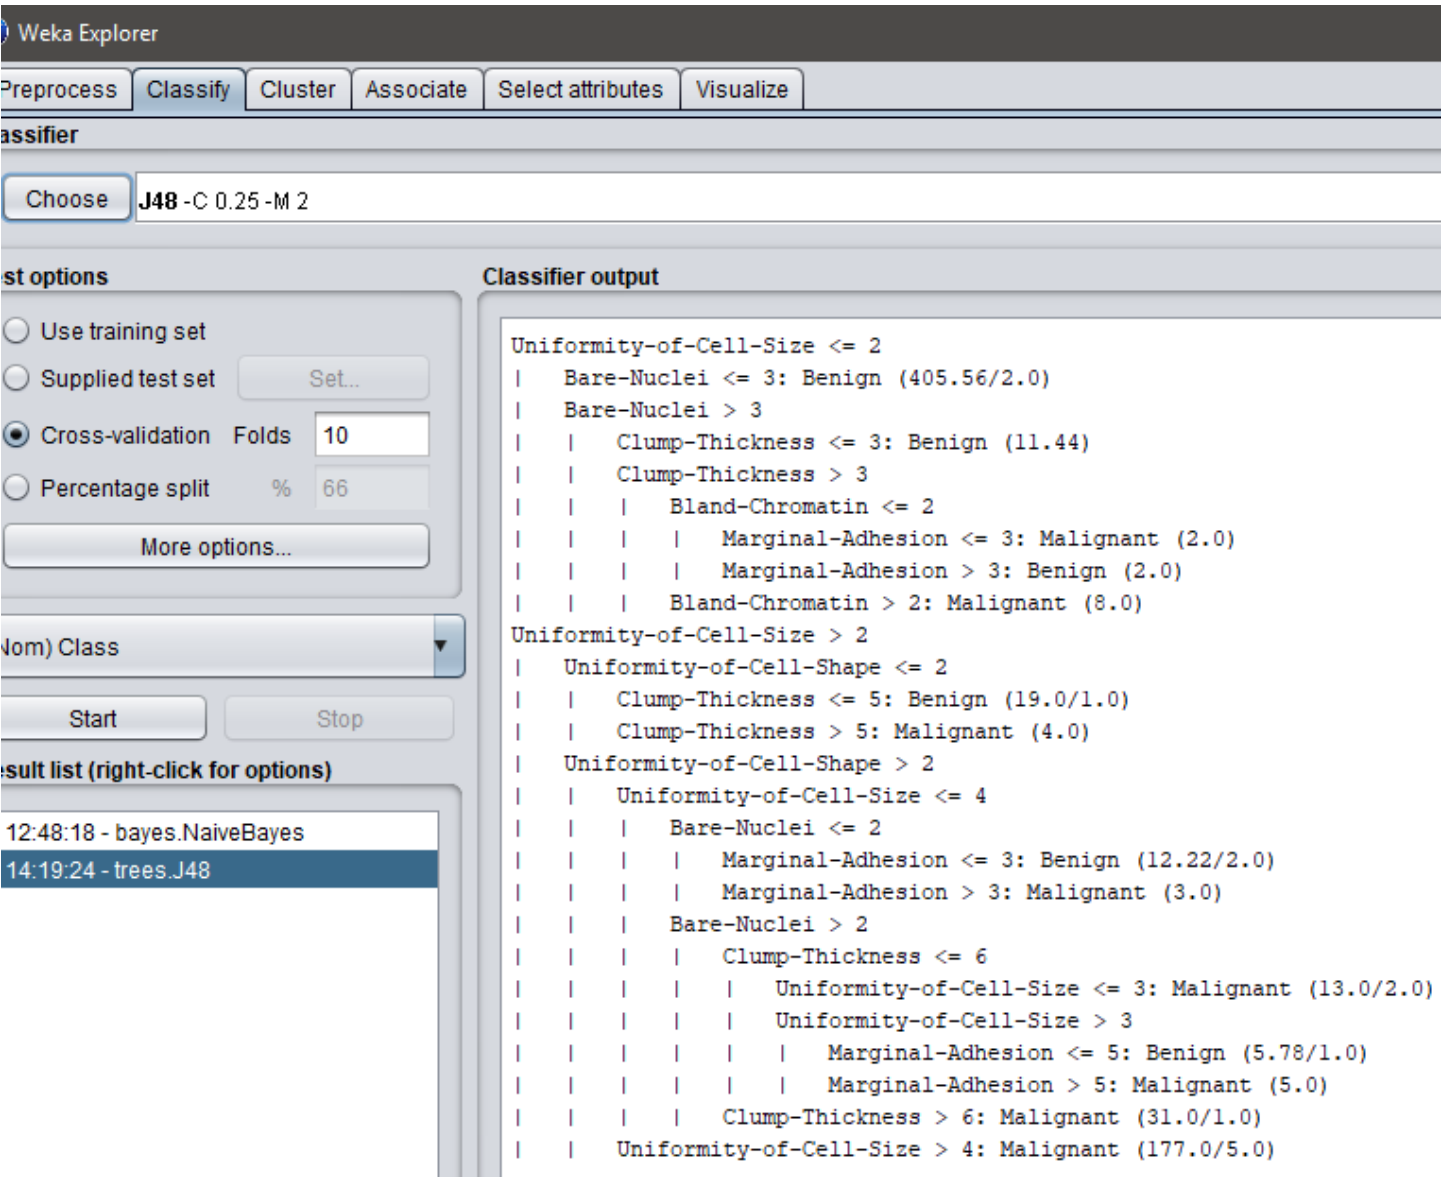 Weka Explorer
Preprocess Classify Cluster Associate Select attributes Visualize
assifier
Choose J48 -C 0.25 -M 2
st options
Use training set
Supplied test set Set...
Cross-validation Folds 10
Percentage split % 66
More options...
Nom) Class
Start Stop
esult list (right-click for options)
12:48:18 - bayes.NaiveBayes
14:19:24 - trees.J48
Classifier output
Uniformity-of-Cell-Size <= 2
| Bare-Nuclei <= 3: Benign (405.56/2.0)
| Bare-Nuclei > 3
| | Clump-Thickness <= 3: Benign (11.44)
| | Clump-Thickness > 3
| | | Bland-Chromatin <= 2
| | | | Marginal-Adhesion <= 3: Malignant (2.0)
| | | | Marginal-Adhesion > 3: Benign (2.0)
| | | Bland-Chromatin > 2: Malignant (8.0)
Uniformity-of-Cell-Size > 2
| Uniformity-of-Cell-Shape <= 2
| | Clump-Thickness <= 5: Benign (19.0/1.0)
| | Clump-Thickness > 5: Malignant (4.0)
| Uniformity-of-Cell-Shape > 2
| | Uniformity-of-Cell-Size <= 4
| | | Bare-Nuclei <= 2
| | | | Marginal-Adhesion <= 3: Benign (12.22/2.0)
| | | | Marginal-Adhesion > 3: Malignant (3.0)
| | | Bare-Nuclei > 2
| | | | Clump-Thickness <= 6
| | | | | Uniformity-of-Cell-Size <= 3: Malignant (13.0/2.0)
| | | | | Uniformity-of-Cell-Size > 3
| | | | | | Marginal-Adhesion <= 5: Benign (5.78/1.0)
| | | | | | Marginal-Adhesion > 5: Malignant (5.0)
| | | | Clump-Thickness > 6: Malignant (31.0/1.0)
| | Uniformity-of-Cell-Size > 4: Malignant (177.0/5.0)